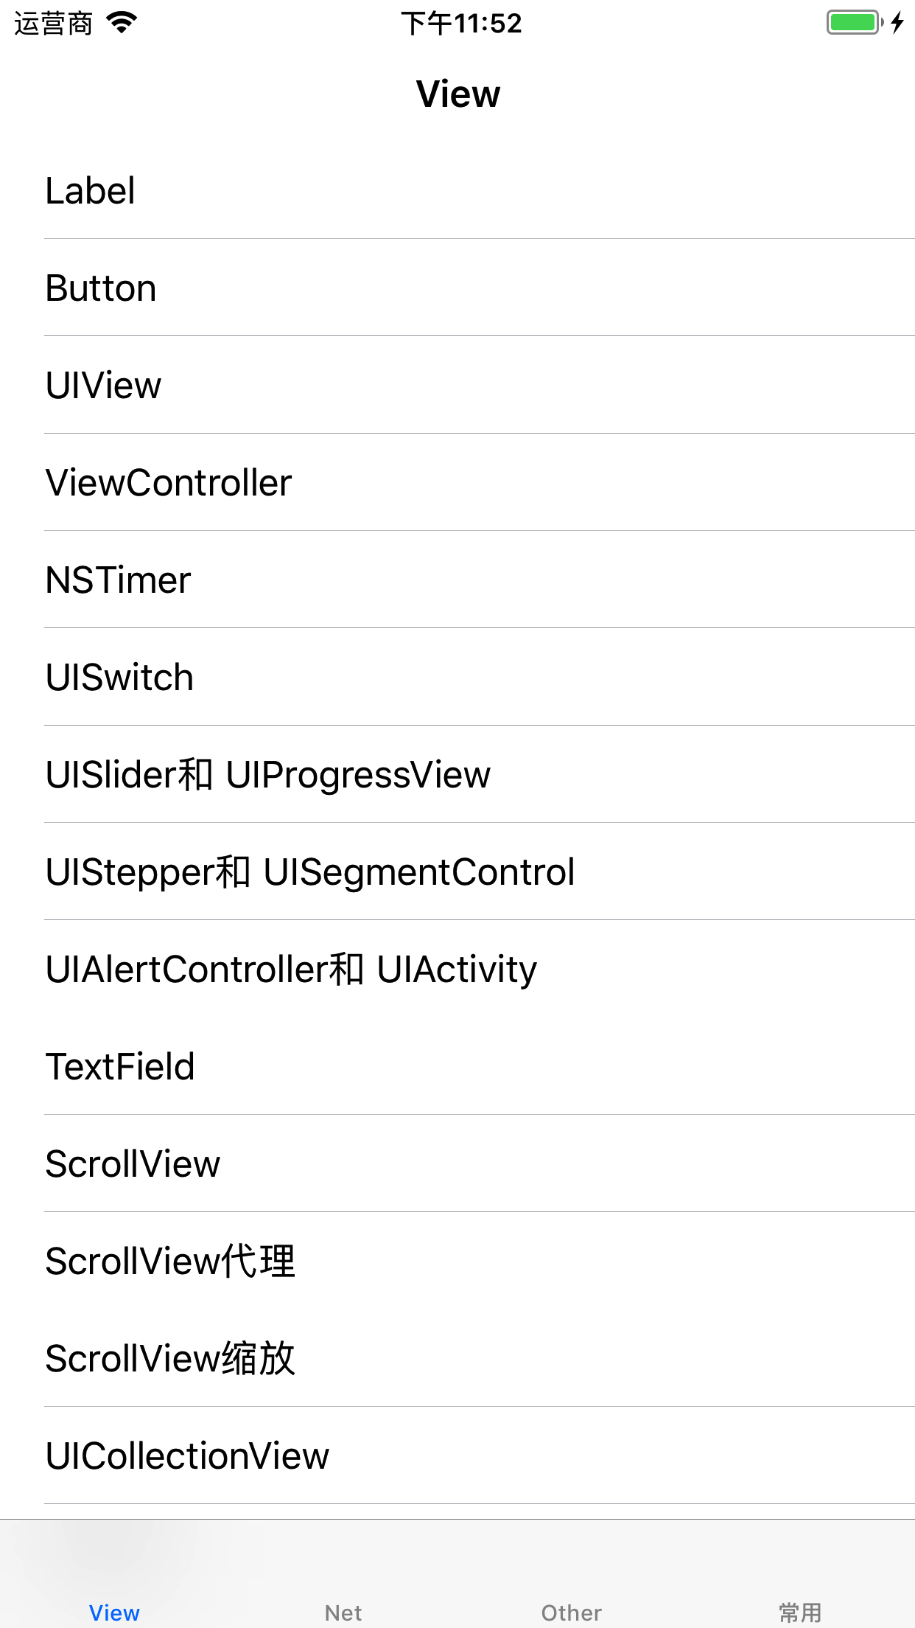 运营商 下午11:52
View
Label
Button
UIView
ViewController
NSTimer
UISwitch
UISlider和 UIProgressView
UIStepper和 UISegmentControl
UIAlertController和 UIActivity
TextField
ScrollView
ScrollView代理
ScrollView缩放
UICollectionView
View Net Other 常用